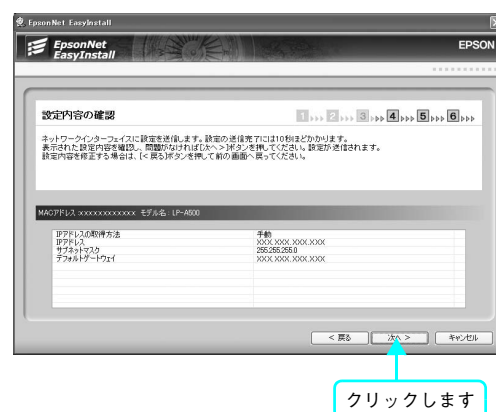 EpsonNet EasyInstall
EpsonNet
EasyInstall
EPSON
設定内容の確認
1 2 3 4 5 6
ネットワークインターフェイスに設定を送信します。設定の送信完了には10秒ほどかかります。
表示された設定内容を確認し、問題がなければ[次へ >]ボタンを押してください。設定が送信されます。
設定内容を修正する場合は、[< 戻る]ボタンを押して前の画面へ戻ってください。
MACアドレス:xxxxxxxxxxxx モデル名: LP-A500
IPアドレスの取得方法 手動
IPアドレス XXX.XXX.XXX.XXX
サブネットマスク 255.255.255.0
デフォルトゲートウェイ XXX.XXX.XXX.XXX
< 戻る 次へ > キャンセル
クリックします